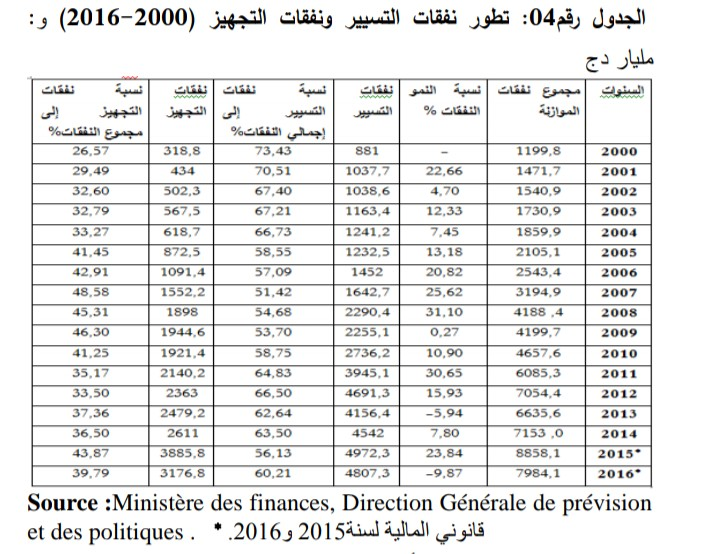 الجدول رقم04: تطور نفقات التسيير ونفقات التجهيز (2000-2016) و:
مليار دج
السنوات | مجموع نفقات الموازنة | نسبة النمو النفقات % | نفقات التسيير | نسبة نفقات التسيير إلى إجمالي النفقات% | نفقات التجهيز | نسبة نفقات التجهيز إلى مجموع النفقات%
2000 | 1199,8 | – | 881 | 73,43 | 318,8 | 26,57
2001 | 1471,7 | 22,66 | 1037,7 | 70,51 | 434 | 29,49
2002 | 1540,9 | 4,70 | 1038,6 | 67,40 | 502,3 | 32,60
2003 | 1730,9 | 12,33 | 1163,4 | 67,21 | 567,5 | 32,79
2004 | 1859,9 | 7,45 | 1241,2 | 66,73 | 618,7 | 33,27
2005 | 2105,1 | 13,18 | 1232,5 | 58,55 | 872,5 | 41,45
2006 | 2543,4 | 20,82 | 1452 | 57,09 | 1091,4 | 42,91
2007 | 3194,9 | 25,62 | 1642,7 | 51,42 | 1552,2 | 48,58
2008 | 4188 ,4 | 31,10 | 2290,4 | 54,68 | 1898 | 45,31
2009 | 4199,7 | 0,27 | 2255,1 | 53,70 | 1944,6 | 46,30
2010 | 4657,6 | 10,90 | 2736,2 | 58,75 | 1921,4 | 41,25
2011 | 6085,3 | 30,65 | 3945,1 | 64,83 | 2140,2 | 35,17
2012 | 7054,4 | 15,93 | 4691,3 | 66,50 | 2363 | 33,50
2013 | 6635,6 | –5,94 | 4156,4 | 62,64 | 2479,2 | 37,36
2014 | 7153 ,0 | 7,80 | 4542 | 63,50 | 2611 | 36,50
2015* | 8858,1 | 23,84 | 4972,3 | 56,13 | 3885,8 | 43,87
2016* | 7984,1 | –9,87 | 4807,3 | 60,21 | 3176,8 | 39,79
Source :Ministère des finances, Direction Générale de prévision
et des politiques . * قانوني المالية لسنة2015 و2016.